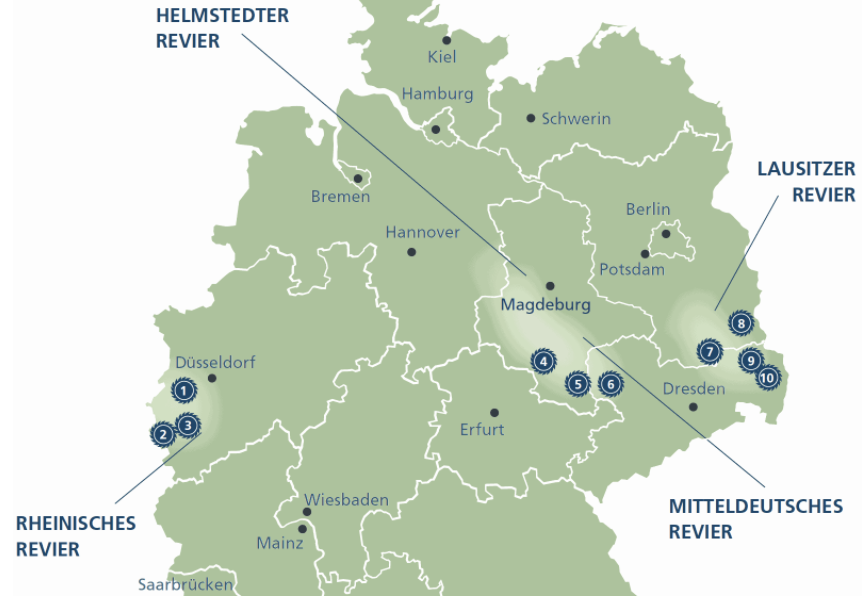 HELMSTEDTER
REVIER
Kiel
Hamburg
Schwerin
LAUSITZER
REVIER
Bremen
Berlin
Hannover
Potsdam
Magdeburg
8
7
4
9
Düsseldorf
10
1
5
6
Dresden
3
2
Erfurt
Wiesbaden
MITTELDEUTSCHES
REVIER
RHEINISCHES
REVIER
Mainz
Saarbrücken